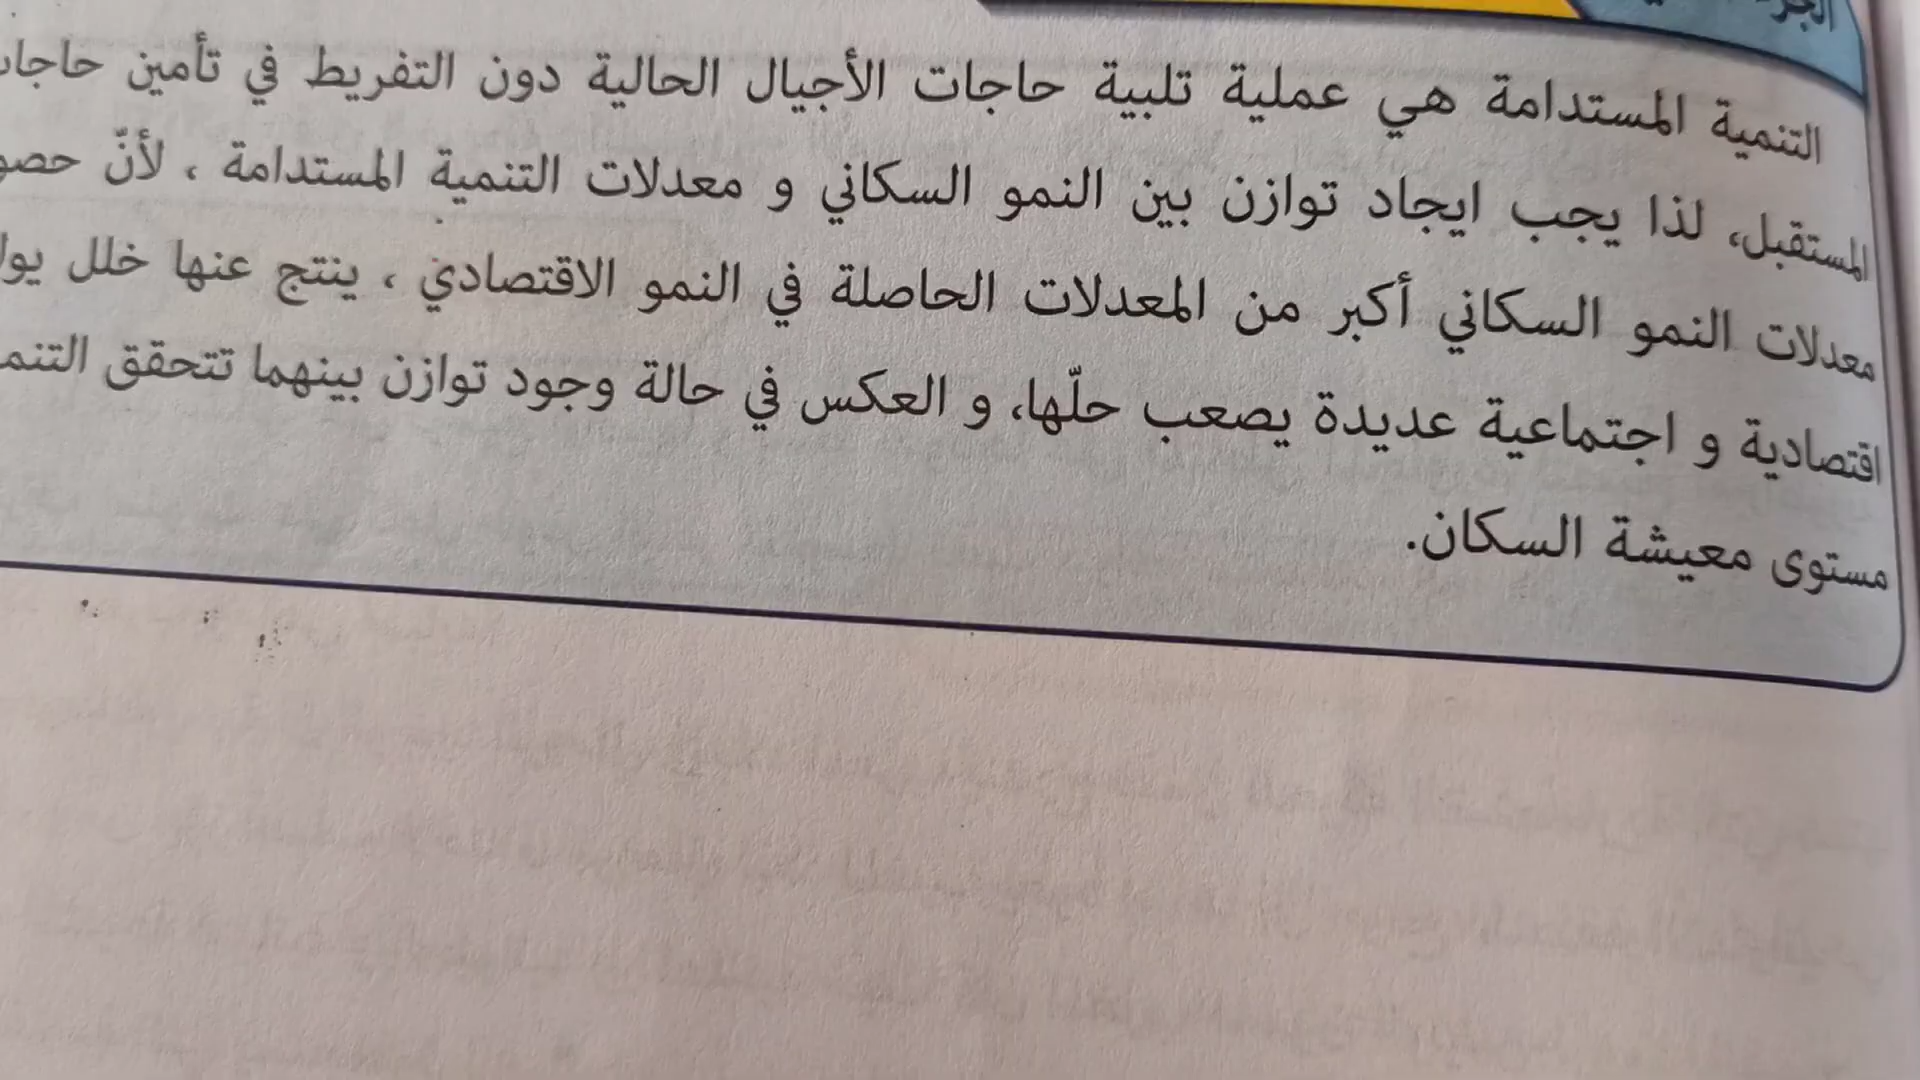 التنمية المستدامة هي عملية تلبية حاجات الأجيال الحالية دون التفريط في تأمين
المستقبل، لذا يجب ايجاد توازن بين النمو السكاني و معدلات التنمية المستدامة ، لأنّ
معدلات النمو السكاني أكبر من المعدلات الحاصلة في النمو الاقتصادي ، ينتج عنها خلل
اقتصادية و اجتماعية عديدة يصعب حلّها، و العكس في حالة وجود توازن بينهما تتحقق
مستوى معيشة السكان.